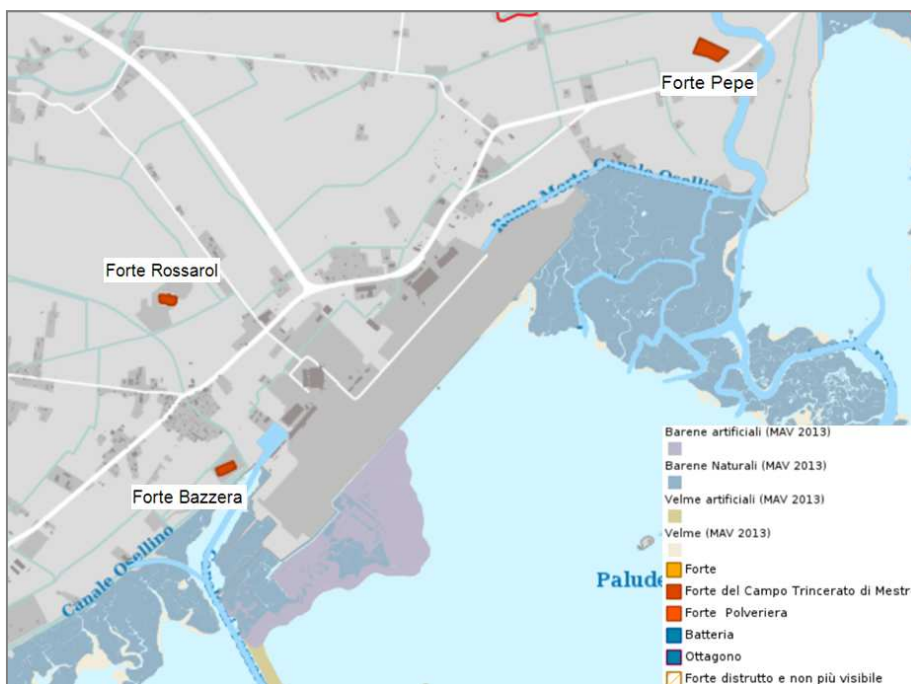 Forte Pepe
Ramo Morto Canale Osellin
Forte Rossarol
Forte Bazzera
Canale Osellino
Palude
Barene artificiali (MAV 2013)
Barene Naturali (MAV 2013)
Velme artificiali (MAV 2013)
Velme (MAV 2013)
Forte
Forte del Campo Trincerato di Mestr
Forte Polveriera
Batteria
Ottagono
Forte distrutto e non più visibile